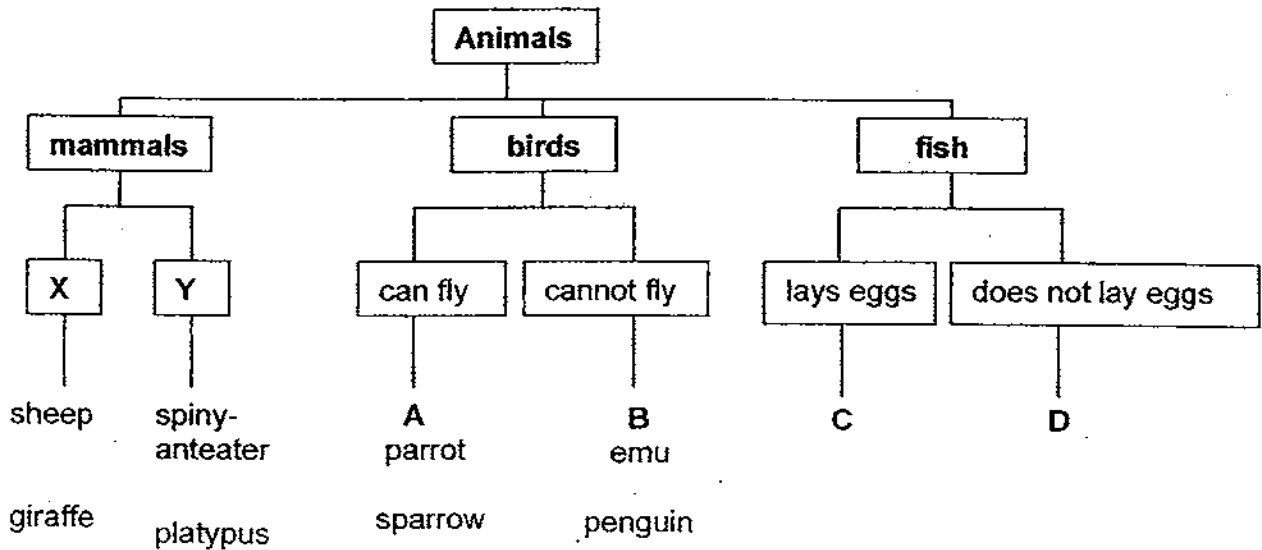 Animals
mammals
birds
fish
X
Y
can fly
cannot fly
lays eggs
does not lay eggs
sheep
spiny-
anteater
A
parrot
B
emu
C
D
giraffe
platypus
sparrow
penguin